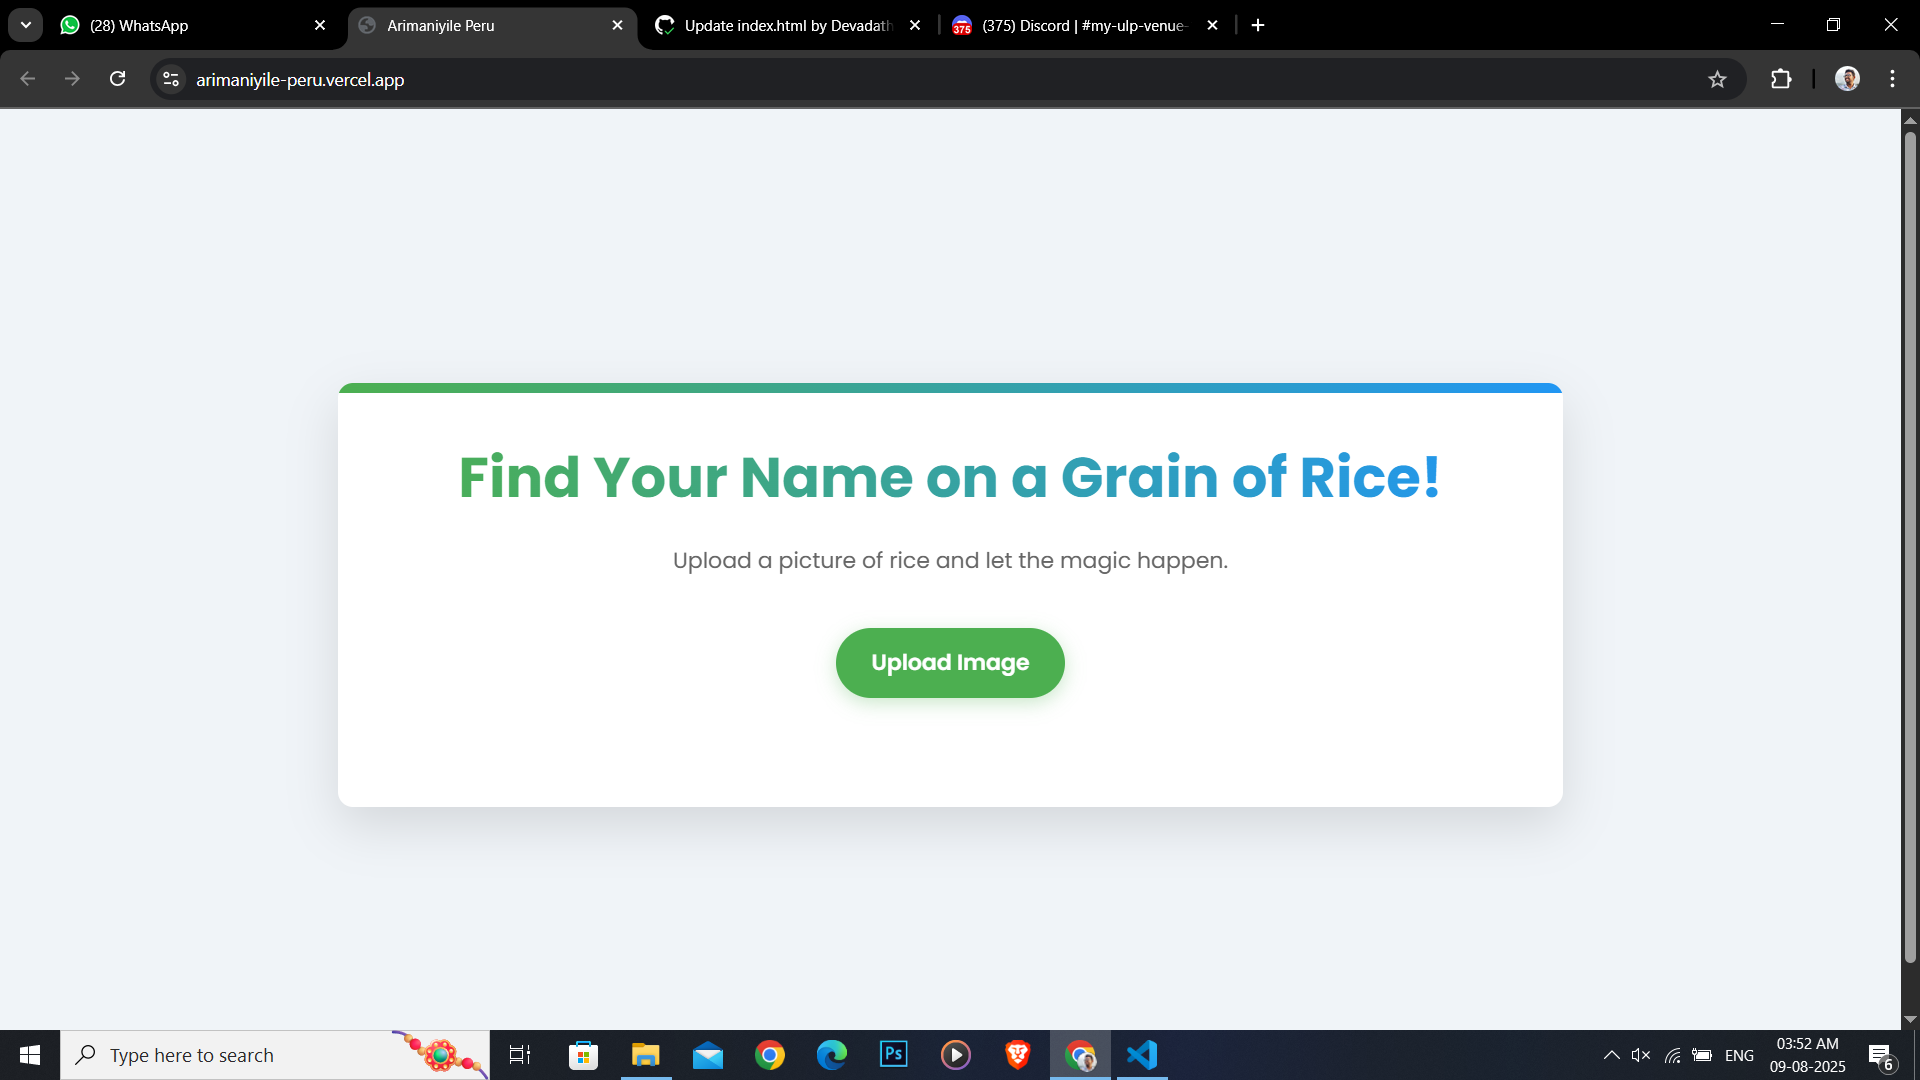 (28) WhatsApp
Arimaniyile Peru
Update index.html by Devadath
375
(375) Discord | #my-ulp-venue-
arimaniyile-peru.vercel.app
Find Your Name on a Grain of Rice!
Upload a picture of rice and let the magic happen.
Upload Image
Type here to search
Ps
ENG
03:52 AM
09-08-2025
6